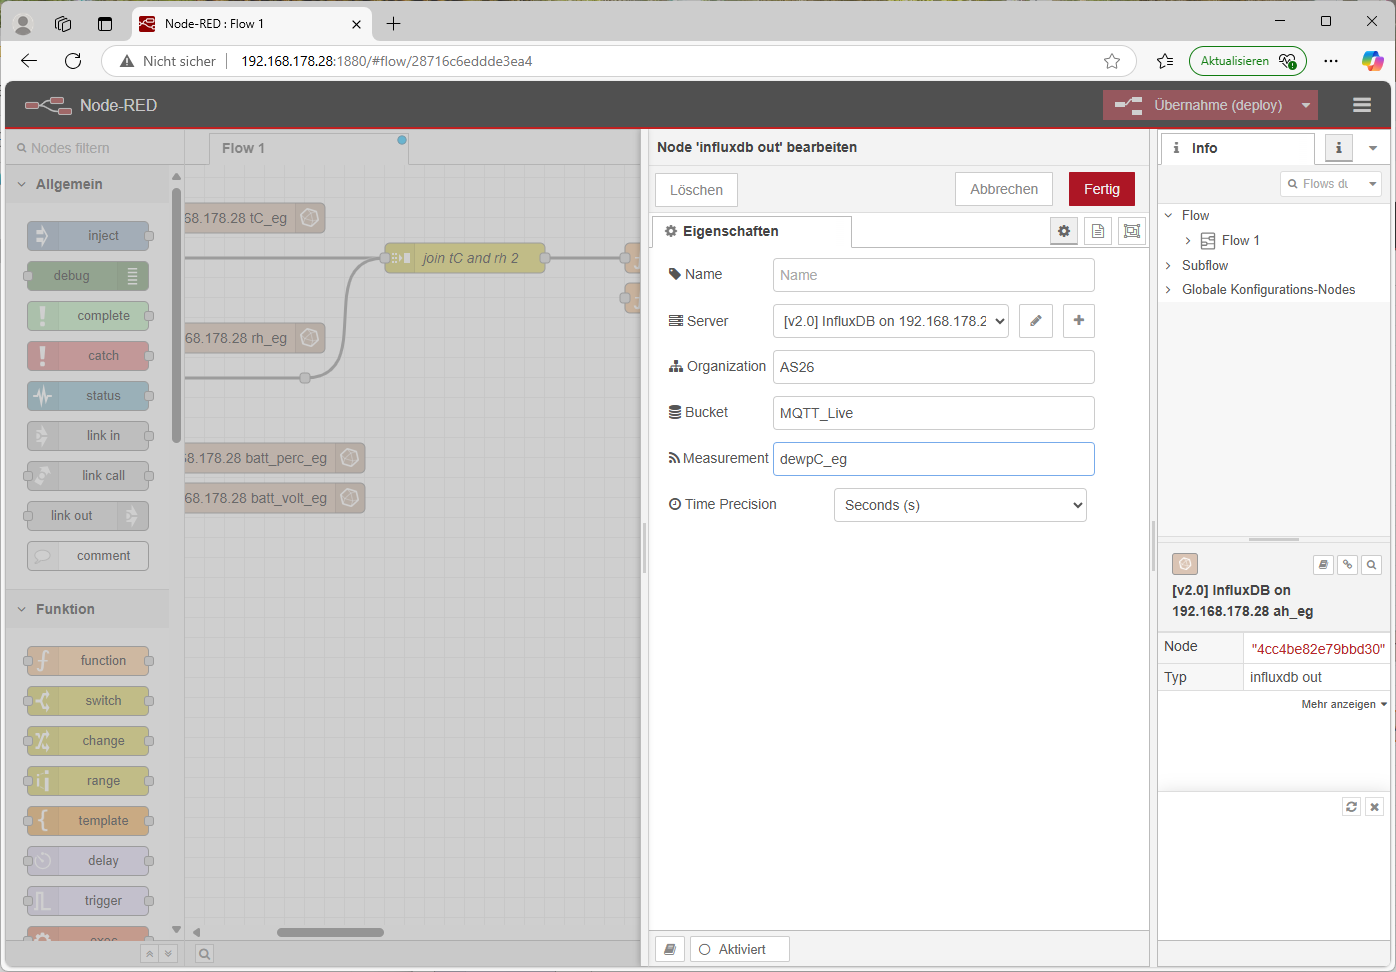 Node-RED : Flow 1
Nicht sicher
192.168.178.28:1880/#flow/28716c6eddde3ea4
Aktualisieren
Node-RED
Übernahme (deploy)
Nodes filtern
Allgemein
inject
debug
complete
catch
status
link in
link call
link out
comment
Funktion
function
switch
change
range
template
delay
trigger
exec
Flow 1
68.178.28 tC_eg
join tC and rh 2
68.178.28 rh_eg
8.178.28 batt_perc_eg
68.178.28 batt_volt_eg
Node 'influxdb out' bearbeiten
Löschen
Abbrechen
Fertig
Eigenschaften
Name
Name
Server
[v2.0] InfluxDB on 192.168.178.2
Organization
AS26
Bucket
MQTT_Live
Measurement
dewpC_eg
Time Precision
Seconds (s)
Aktiviert
Info
Flows du
Flow
Flow 1
Subflow
Globale Konfigurations-Nodes
[v2.0] InfluxDB on
192.168.178.28 ah_eg
Node
"4cc4be82e79bbd30"
Typ
influxdb out
Mehr anzeigen